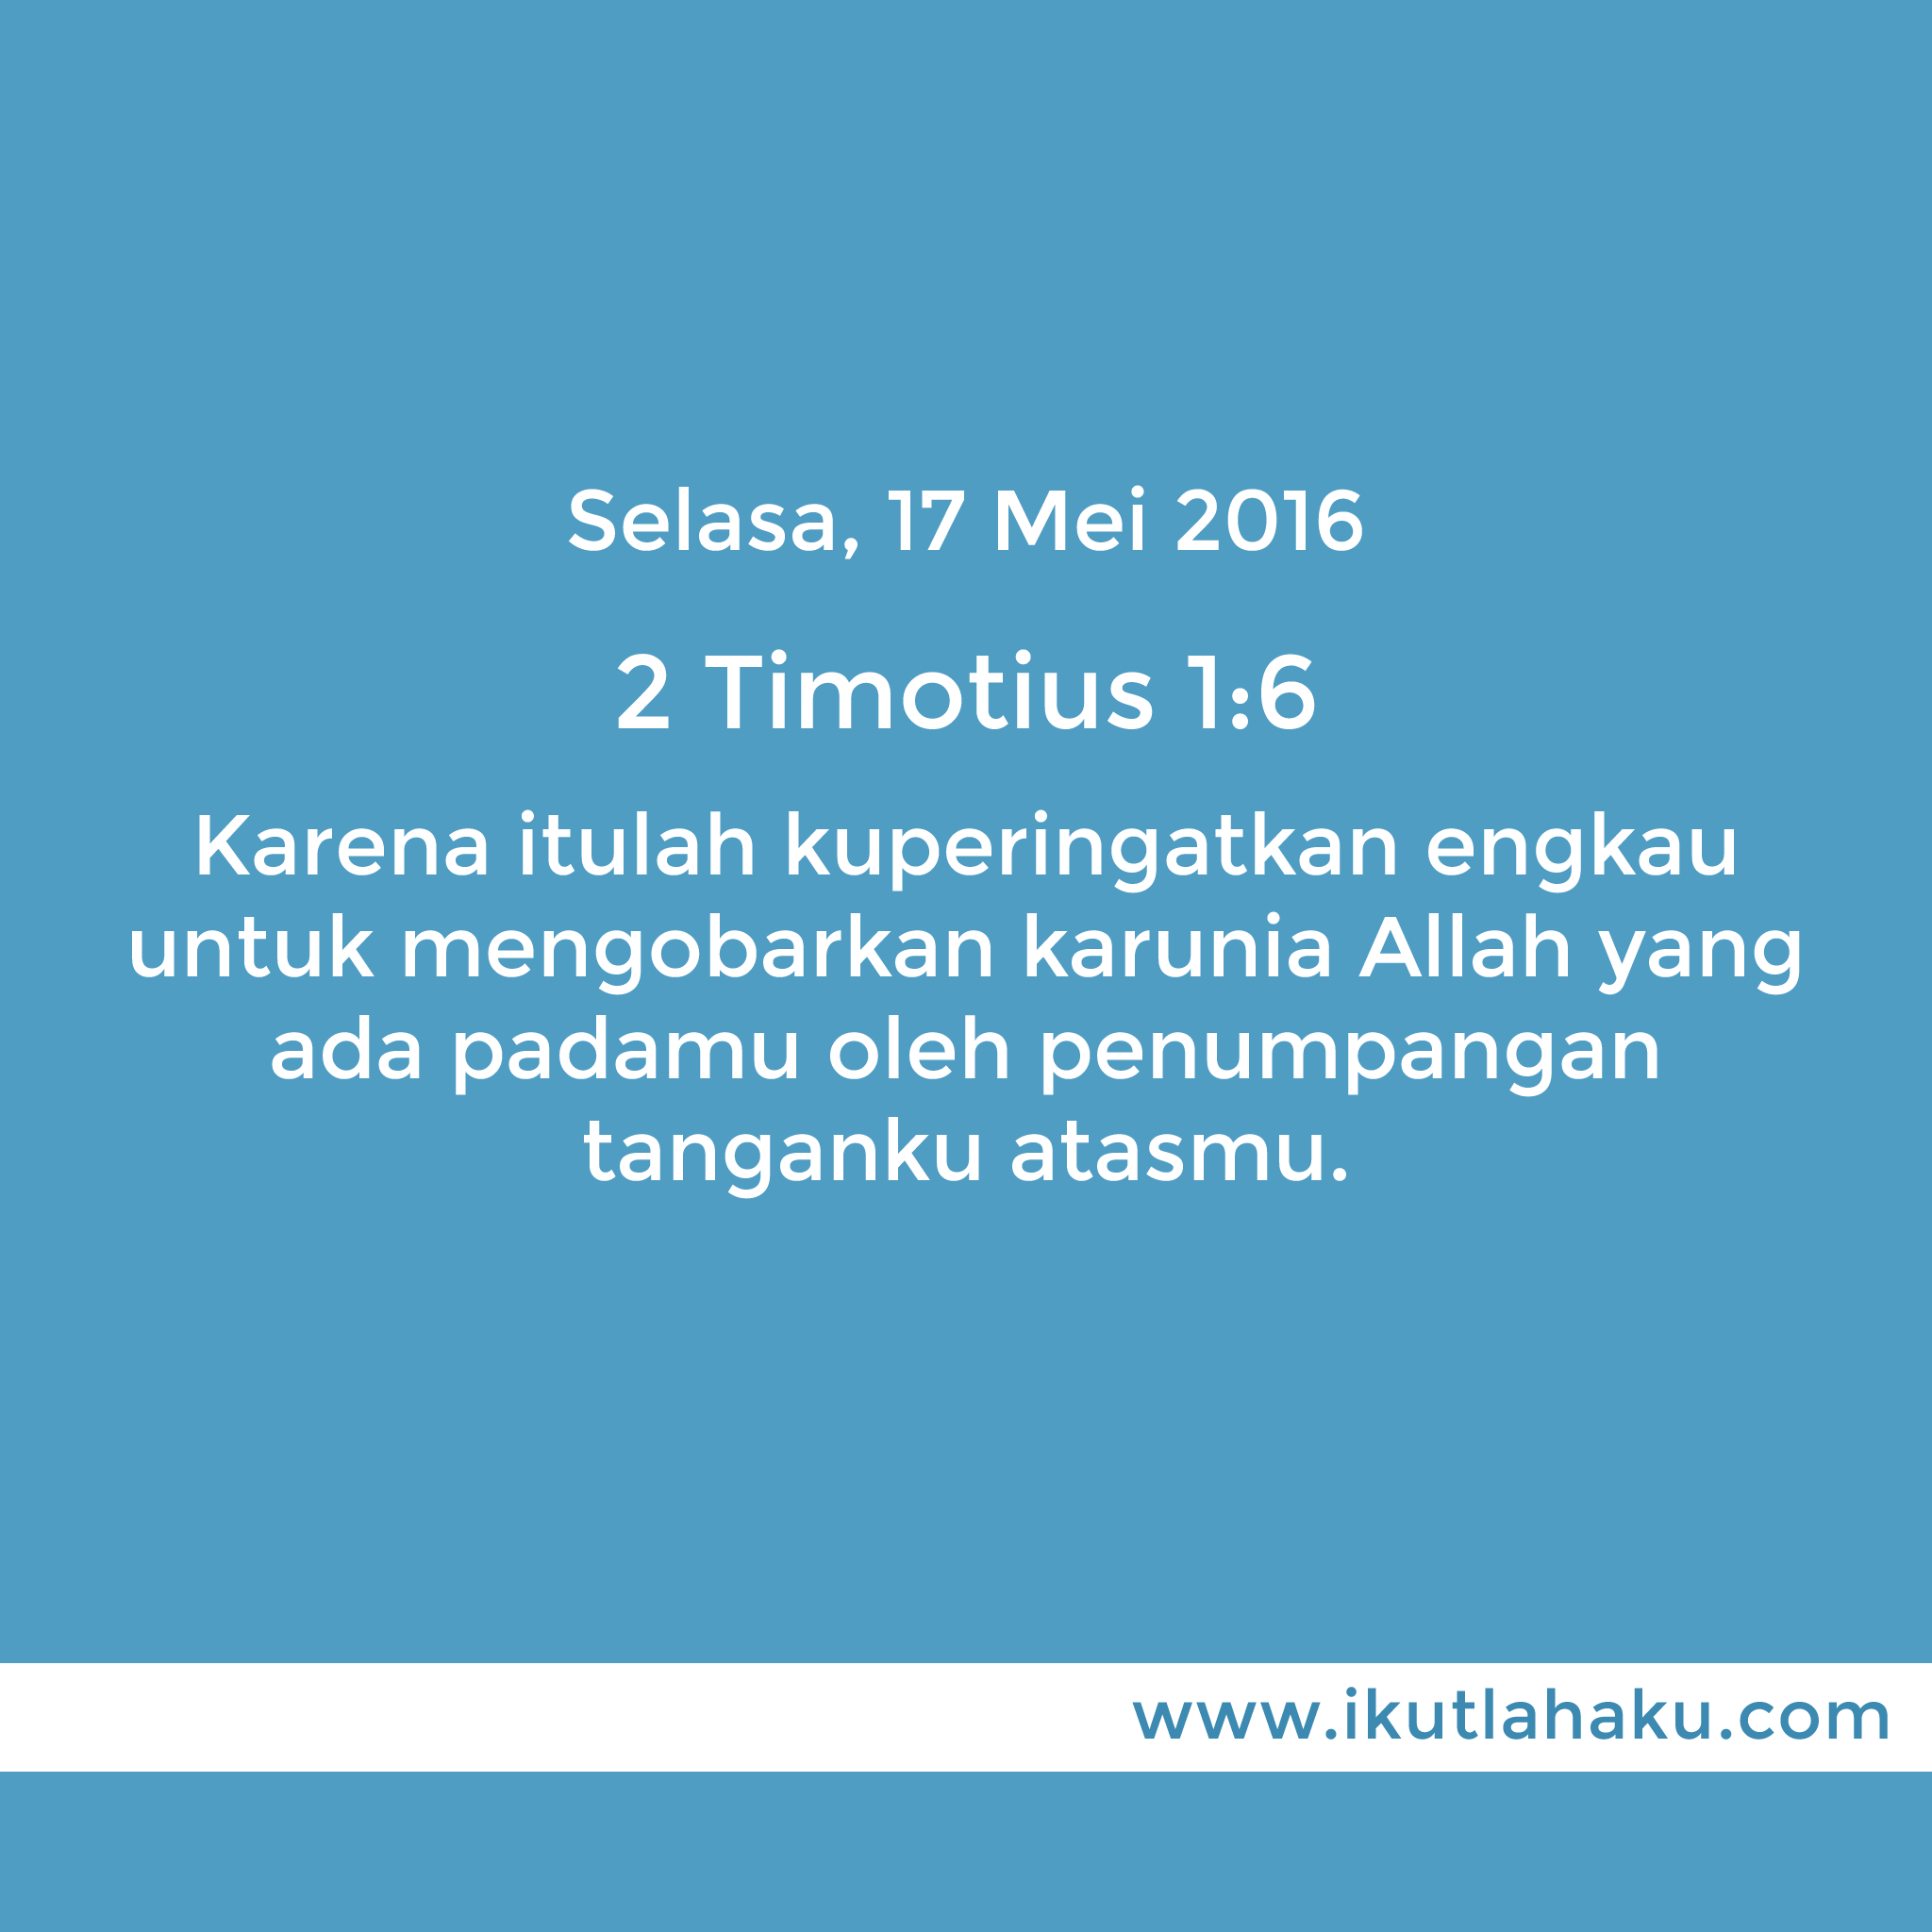 Selasa, 17 Mei 2016
2 Timotius 1:6
Karena itulah kuperingatkan engkau
untuk mengobarkan karunia Allah yang
ada padamu oleh penumpangan
tanganku atasmu.
www.ikutlahaku.com